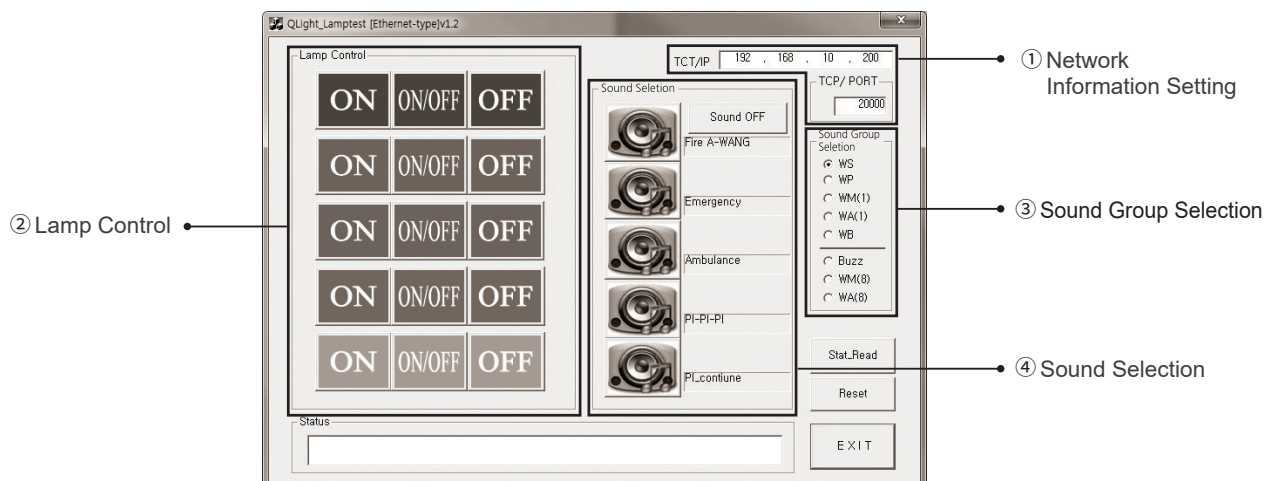 QLight_Lamptest [Ethernet-type]v1.2
x
Lamp Control
ON ON/OFF OFF
ON ON/OFF OFF
ON ON/OFF OFF
ON ON/OFF OFF
ON ON/OFF OFF
TCT/IP 192 . 168 . 10 . 200
TCP/ PORT
20000
Sound Seletion
Sound OFF
Fire A-WANG
Emergency
Ambulance
PI-PI-PI
PI_contiune
Sound Group
Seletion
WS
WP
WM(1)
WA(1)
WB
Buzz
WM(8)
WA(8)
Stat_Read
Reset
EXIT
Status
① Network
Information Setting
② Lamp Control
③ Sound Group Selection
④ Sound Selection